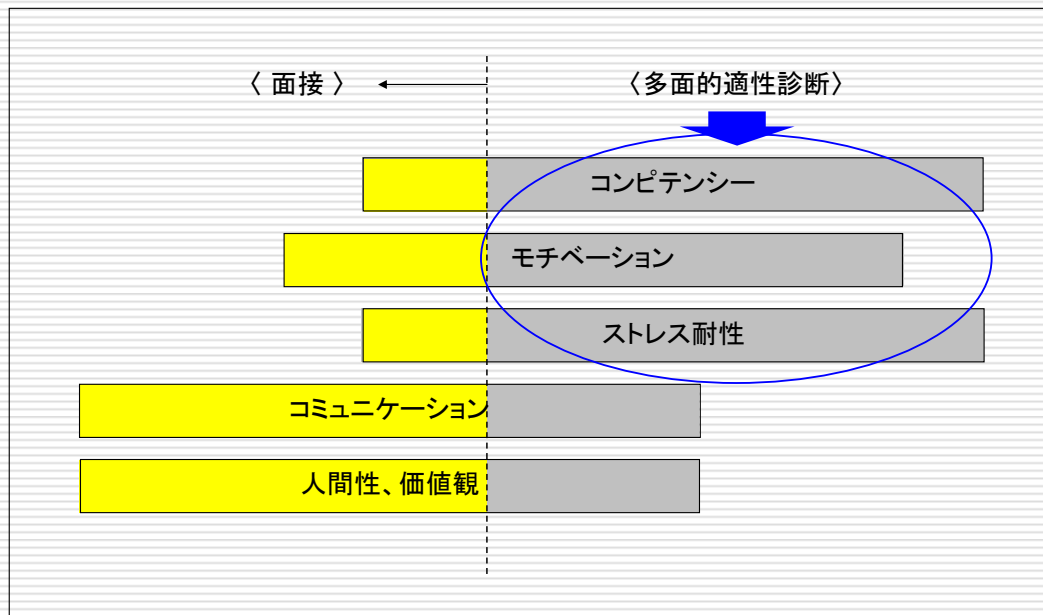 〈 面接 〉
〈多面的適性診断〉
コンピテンシー
モチベーション
ストレス耐性
コミュニケーション
人間性、価値観